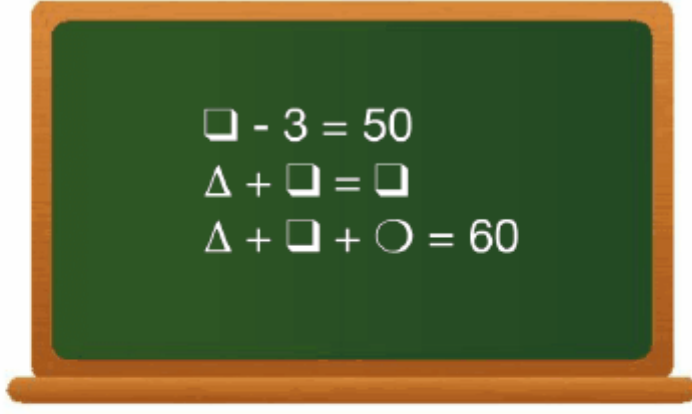 ❑ - 3 = 50
Δ + ❑ = ❑
Δ + ❑ + ❍ = 60